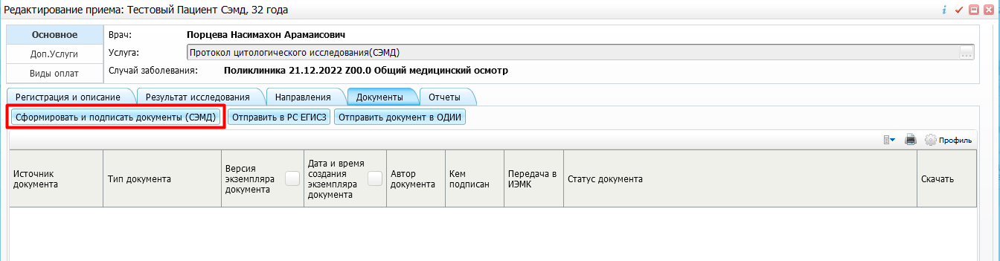 Редактирование приема: Тестовый Пациент Сэмд, 32 года
Основное
Доп.Услуги
Виды оплат
Врач: Порцева Насимахон Арамаисович
Услуга: Протокол цитологического исследования(СЭМД) ...
Случай заболевания: Поликлиника 21.12.2022 Z00.0 Общий медицинский осмотр
Регистрация и описание Результат исследования Направления Документы Отчеты
Сформировать и подписать документы (СЭМД) Отправить в РС ЕГИСЗ Отправить документ в ОДИИ
Профиль
Источник
документа
Тип документа
Версия
экземпляра
документа
Дата и время
создания
экземпляра
документа
Автор
документа
Кем
подписан
Передача в
ИЭМК
Статус документа
Скачать